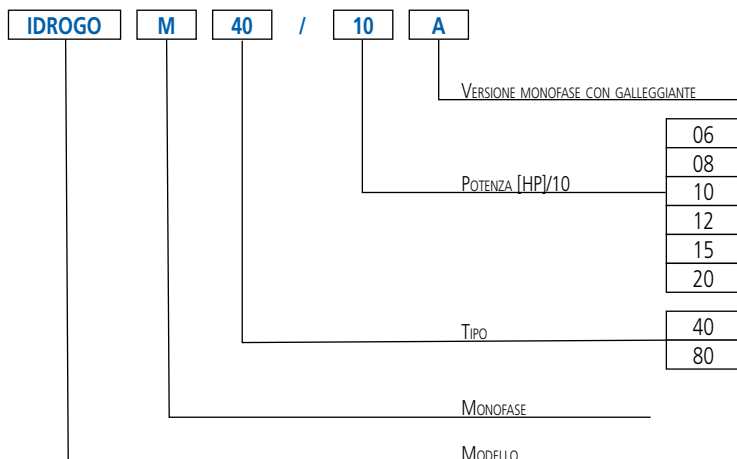 IDROGO M 40 / 10 A
Versione monofase con galleggiante
06
08
Potenza [HP]/10
10
12
15
20
Tipo
40
80
Monofase
Modello